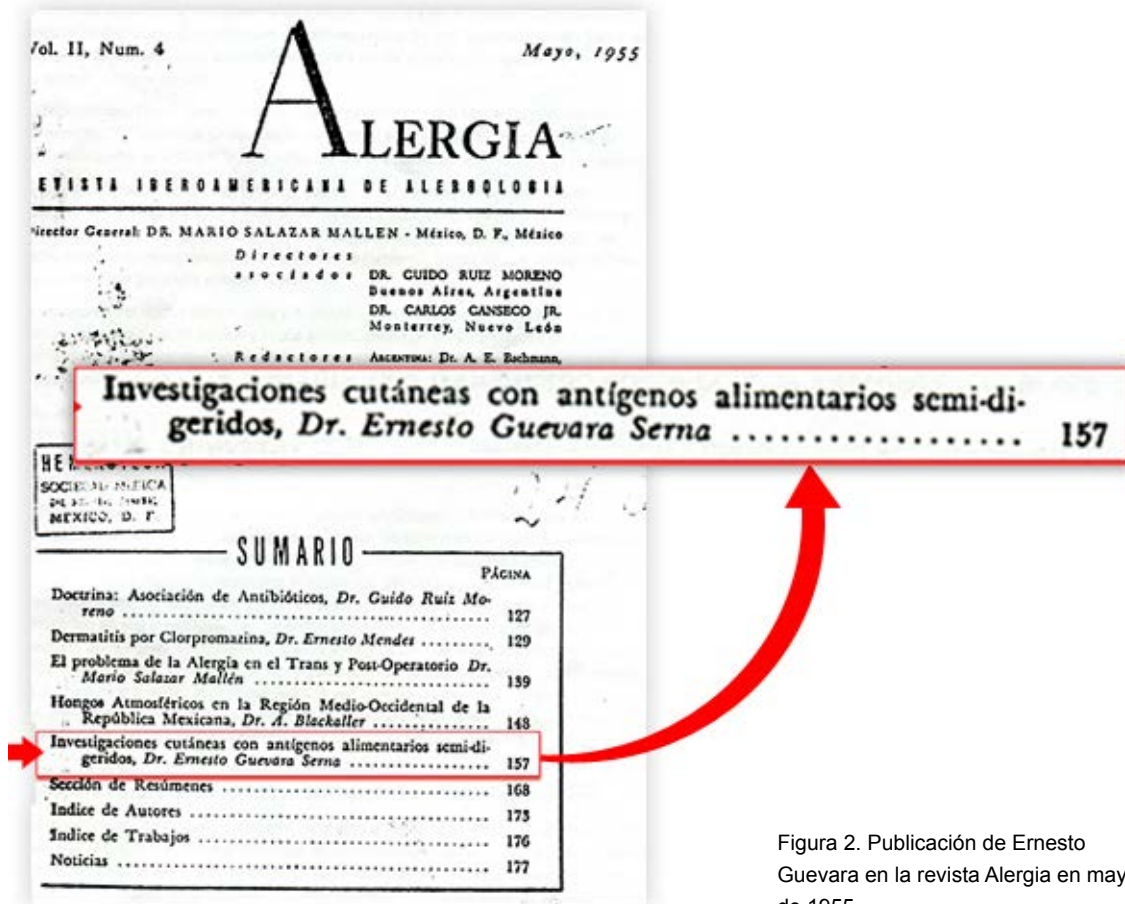 Vol. II, Num. 4
Mayo, 1955
ALERGIA
REVISTA IBEROAMERICANA DE ALERGOLOGIA
Director General: DR. MARIO SALAZAR MALLEN - México, D. F., México
Directores
asociados DR. GUIDO RUIZ MORENO
Buenos Aires, Argentina
DR. CARLOS CANSECO JR.
Monterrey, Nuevo León
Redactores ARGENTINA: Dr. A. E. Bachmann,
Investigaciones cutáneas con antígenos alimentarios semi-di-
geridos, Dr. Ernesto Guevara Serna .................. 157
MEXICO, D. F.
SUMARIO
PÁGINA
Doctrina: Asociación de Antibióticos, Dr. Guido Ruiz Mo-
reno .................. 127
Dermatitis por Clorpromazina, Dr. Ernesto Mendes ......... 129
El problema de la Alergia en el Trans y Post-Operatorio Dr.
Mario Salazar Mallén .................. 139
Hongos Atmosféricos en la Región Medio-Occidental de la
República Mexicana, Dr. A. Blackaller .................. 148
Investigaciones cutáneas con antígenos alimentarios semi-di-
geridos, Dr. Ernesto Guevara Serna .................. 157
Sección de Resúmenes .................. 168
Indice de Autores .................. 173
Indice de Trabajos .................. 176
Noticias .................. 177
Figura 2. Publicación de Ernesto
Guevara en la revista Alergia en may
de 1955